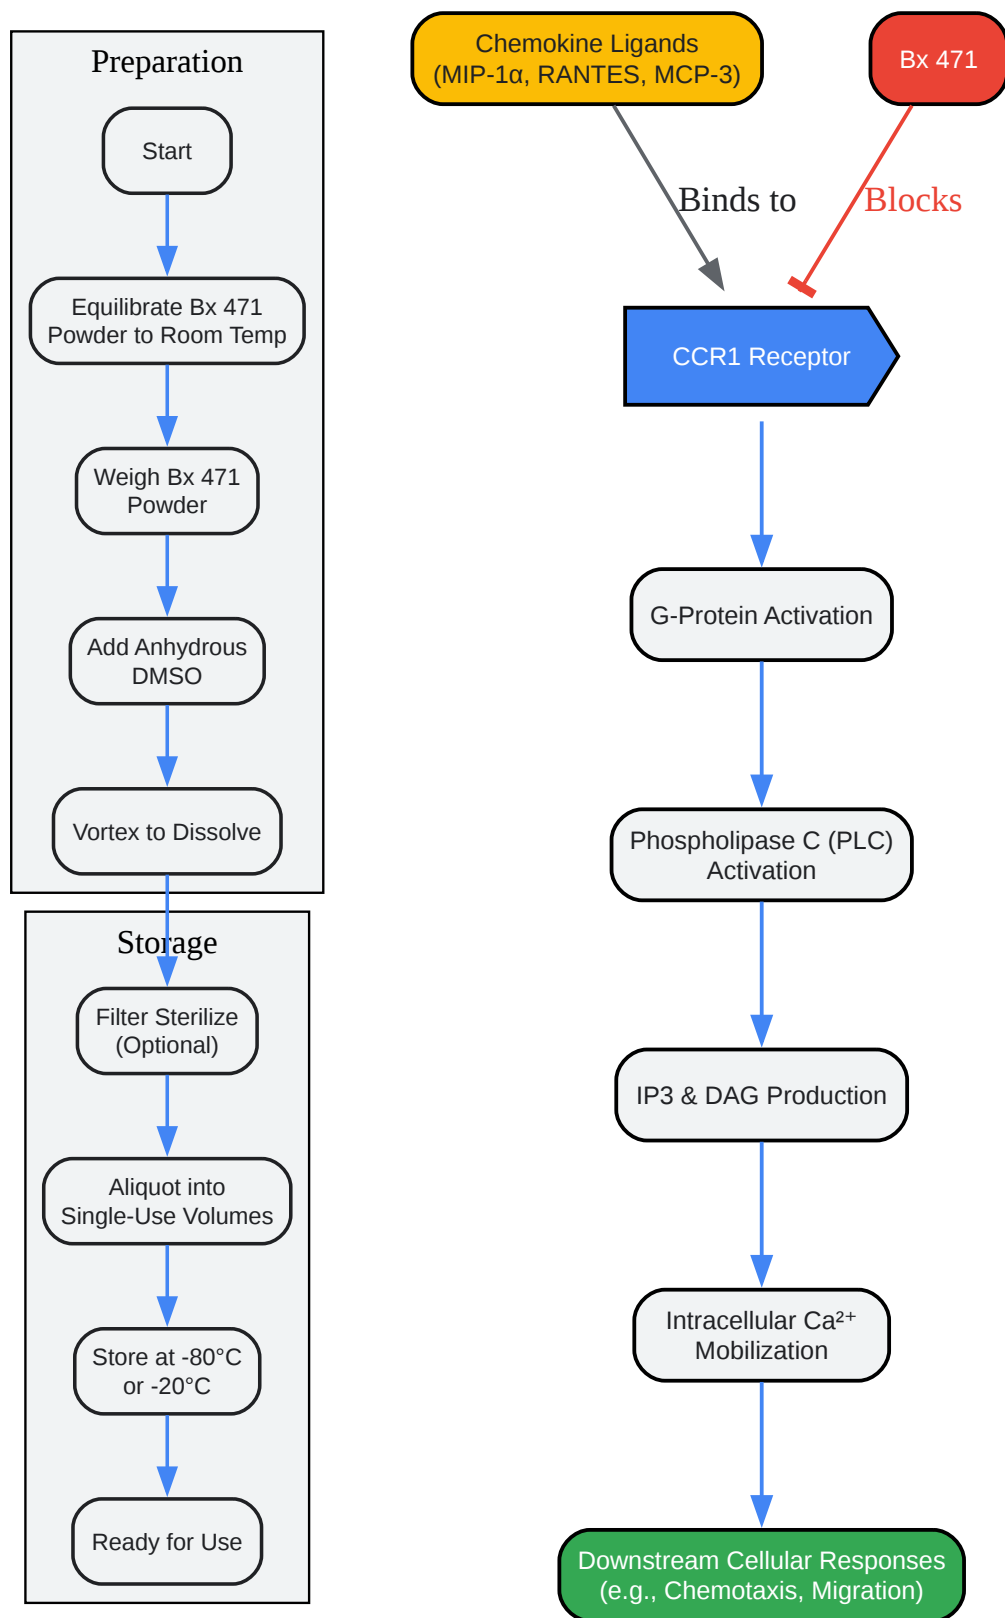 Preparation
Start
Equilibrate Bx 471
Powder to Room Temp
Weigh Bx 471
Powder
Add Anhydrous
DMSO
Vortex to Dissolve
Storage
Filter Sterilize
(Optional)
Aliquot into
Single-Use Volumes
Store at -80°C
or -20°C
Ready for Use
Chemokine Ligands
(MIP-1α, RANTES, MCP-3)
Bx 471
Binds to
Blocks
CCR1 Receptor
G-Protein Activation
Phospholipase C (PLC)
Activation
IP3 & DAG Production
Intracellular Ca²⁺
Mobilization
Downstream Cellular Responses
(e.g., Chemotaxis, Migration)